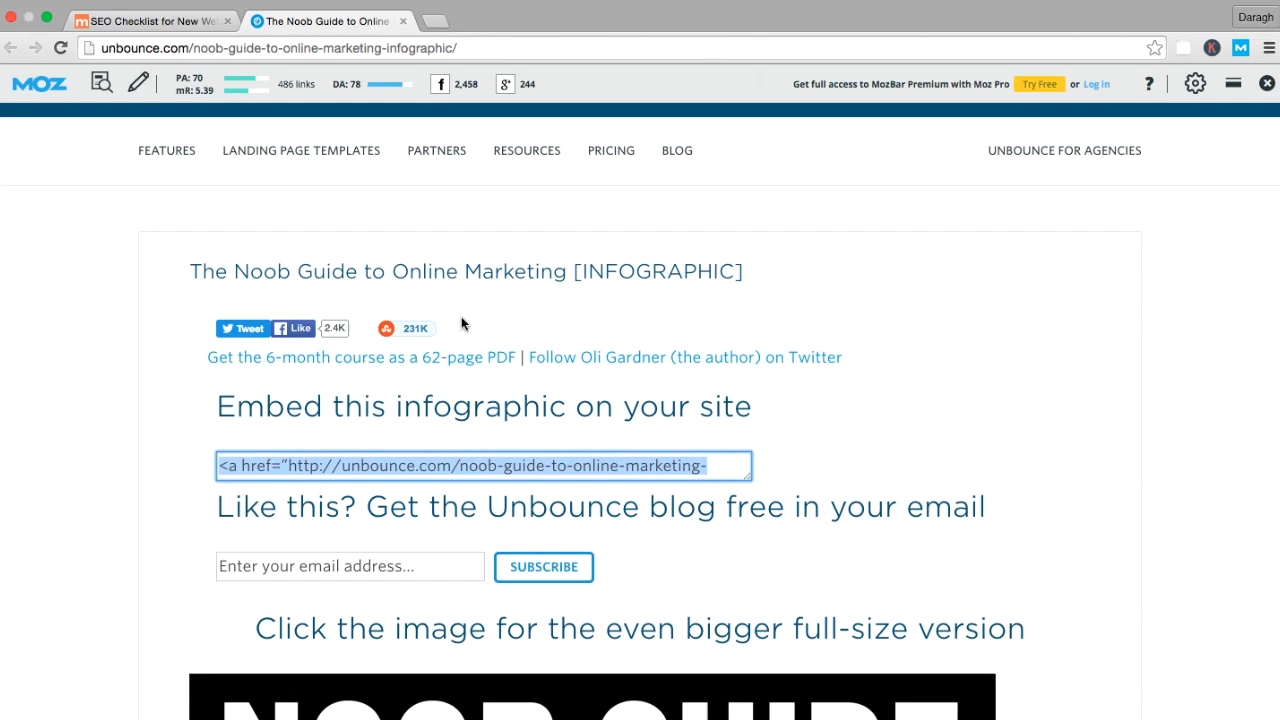 SEO Checklist for New We
The Noob Guide to Online
Daragh
unbounce.com/noob-guide-to-online-marketing-infographic/
K
M
MOZ
PA: 70
mR: 5.39
486 links
DA: 78
f
2,458
g+
244
Get full access to MozBar Premium with Moz Pro
Try Free
or
Log in
?
FEATURES
LANDING PAGE TEMPLATES
PARTNERS
RESOURCES
PRICING
BLOG
UNBOUNCE FOR AGENCIES
The Noob Guide to Online Marketing [INFOGRAPHIC]
Tweet
Like
2.4K
231K
Get the 6-month course as a 62-page PDF | Follow Oli Gardner (the author) on Twitter
Embed this infographic on your site
<a href="http://unbounce.com/noob-guide-to-online-marketing-
Like this? Get the Unbounce blog free in your email
Enter your email address...
SUBSCRIBE
Click the image for the even bigger full-size version
NOOB GUIDE